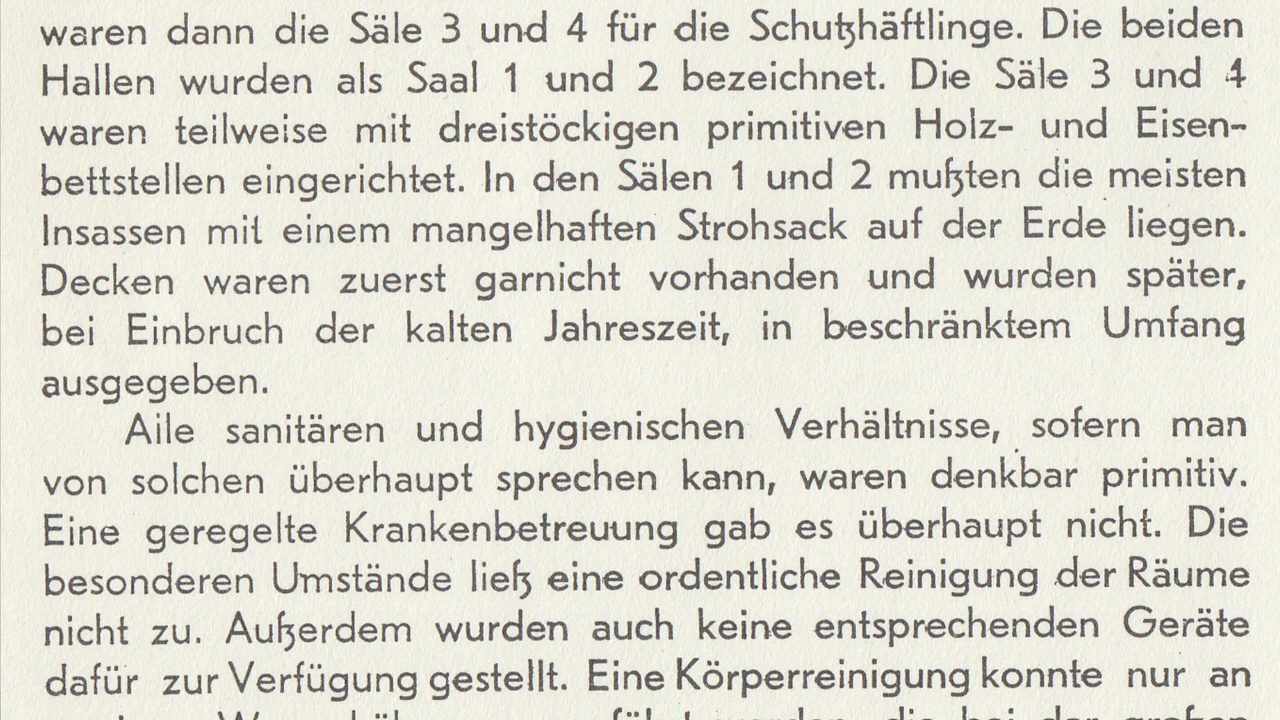 waren dann die Säle 3 und 4 für die Schutzhäftlinge. Die beiden
Hallen wurden als Saal 1 und 2 bezeichnet. Die Säle 3 und 4
waren teilweise mit dreistöckigen primitiven Holz- und Eisen-
bettstellen eingerichtet. In den Sälen 1 und 2 mußten die meisten
Insassen mit einem mangelhaften Strohsack auf der Erde liegen.
Decken waren zuerst garnicht vorhanden und wurden später,
bei Einbruch der kalten Jahreszeit, in beschränktem Umfang
ausgegeben.
Aile sanitären und hygienischen Verhältnisse, sofern man
von solchen überhaupt sprechen kann, waren denkbar primitiv.
Eine geregelte Krankenbetreuung gab es überhaupt nicht. Die
besonderen Umstände ließ eine ordentliche Reinigung der Räume
nicht zu. Außerdem wurden auch keine entsprechenden Geräte
dafür zur Verfügung gestellt. Eine Körperreinigung konnte nur an
die bei der großen